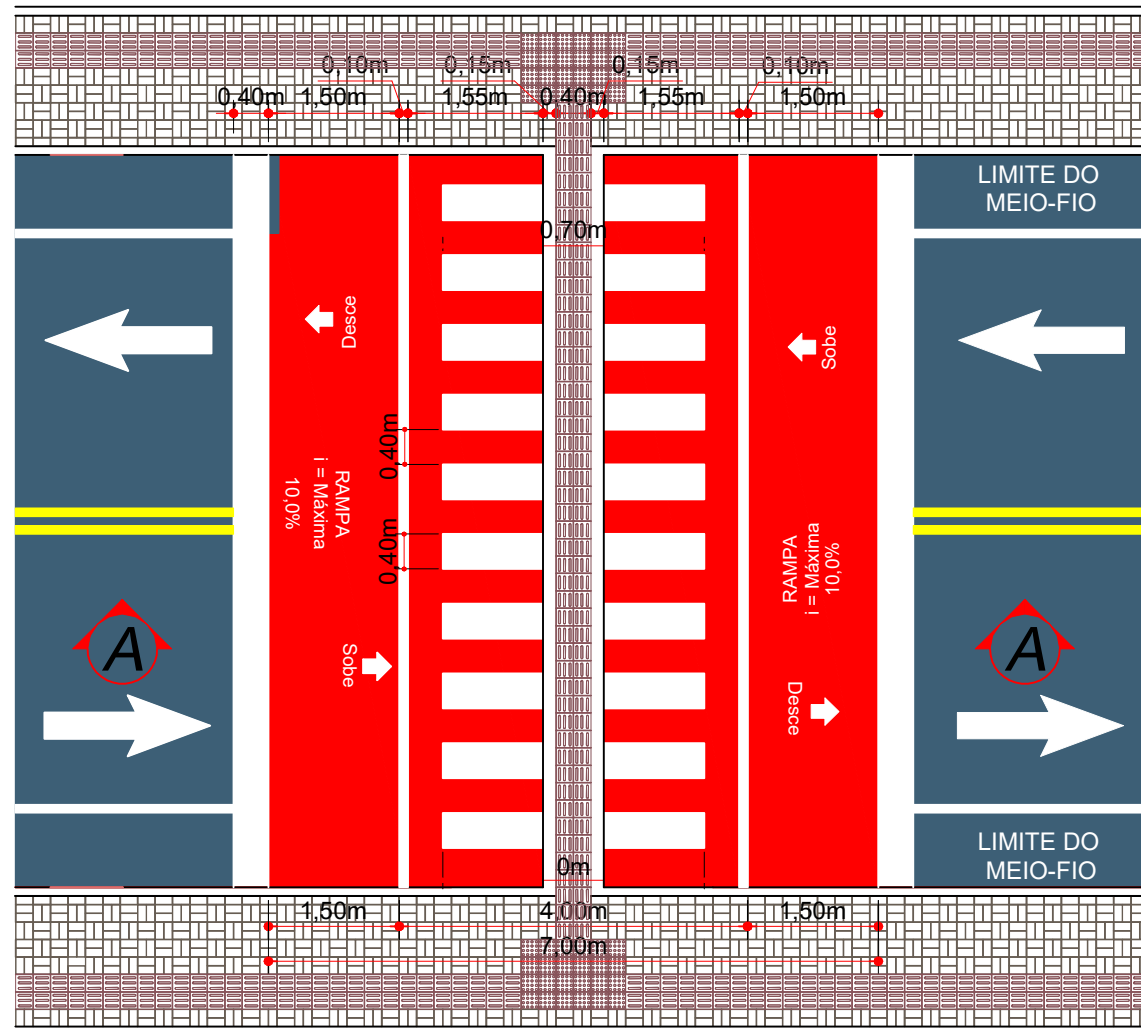 0,10m 0,15m 0,15m 0,10m
0,40m 1,50m 1,55m 0,40m 1,55m 1,50m
LIMITE DO
MEIO-FIO
0,70m
Desce
Sobe
0,40m
RAMPA
i = Máxima
10,0%
0,40m
RAMPA
i = Máxima
10,0%
A
Sobe
A
Desce
LIMITE DO
MEIO-FIO
0m
1,50m 4,00m 1,50m
7,00m